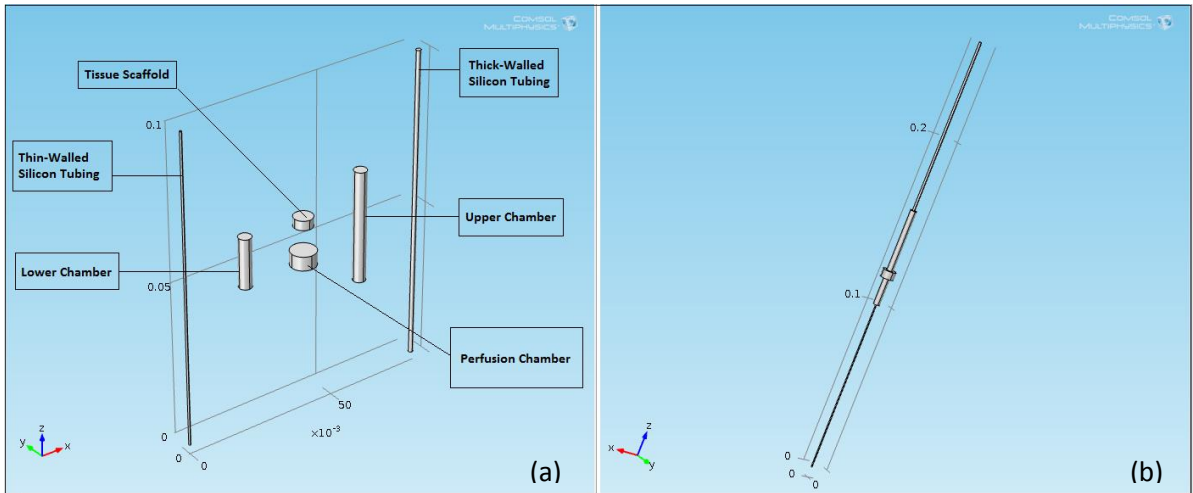 COMSOL
MULTIPHYSICS
Tissue Scaffold
Thick-Walled
Silicon Tubing
0.1
Thin-Walled
Silicon Tubing
Upper Chamber
Lower Chamber
0.05
Perfusion Chamber
50
×10⁻³
0
0
0
z
y
x
(a)
COMSOL
MULTIPHYSICS
0.2
0.1
0
0
0
z
x
y
(b)